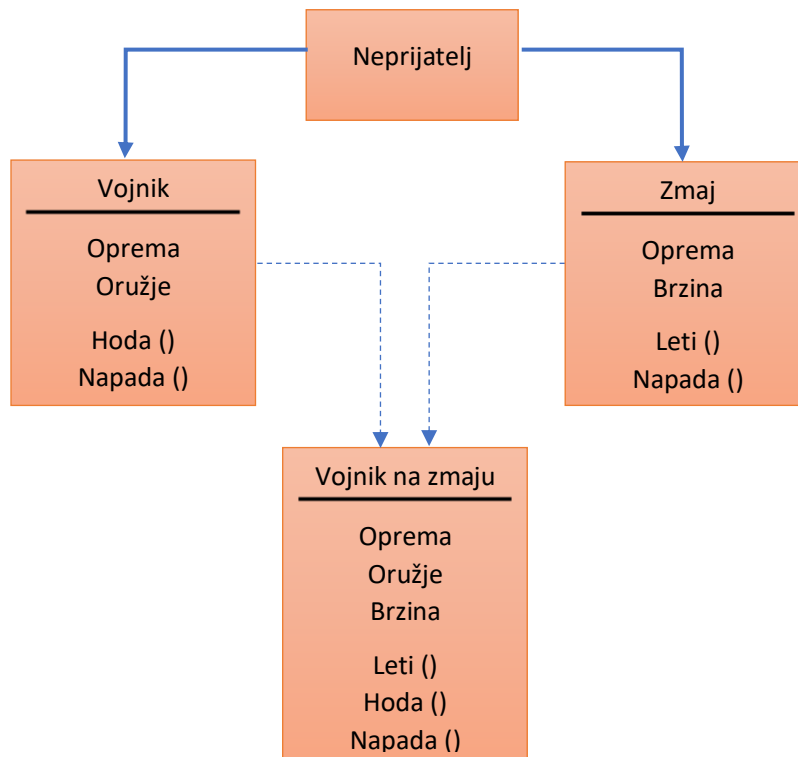 Neprijatelj
Vojnik
Oprema
Oružje
Hoda ()
Napada ()
Zmaj
Oprema
Brzina
Leti ()
Napada ()
Vojnik na zmaju
Oprema
Oružje
Brzina
Leti ()
Hoda ()
Napada ()